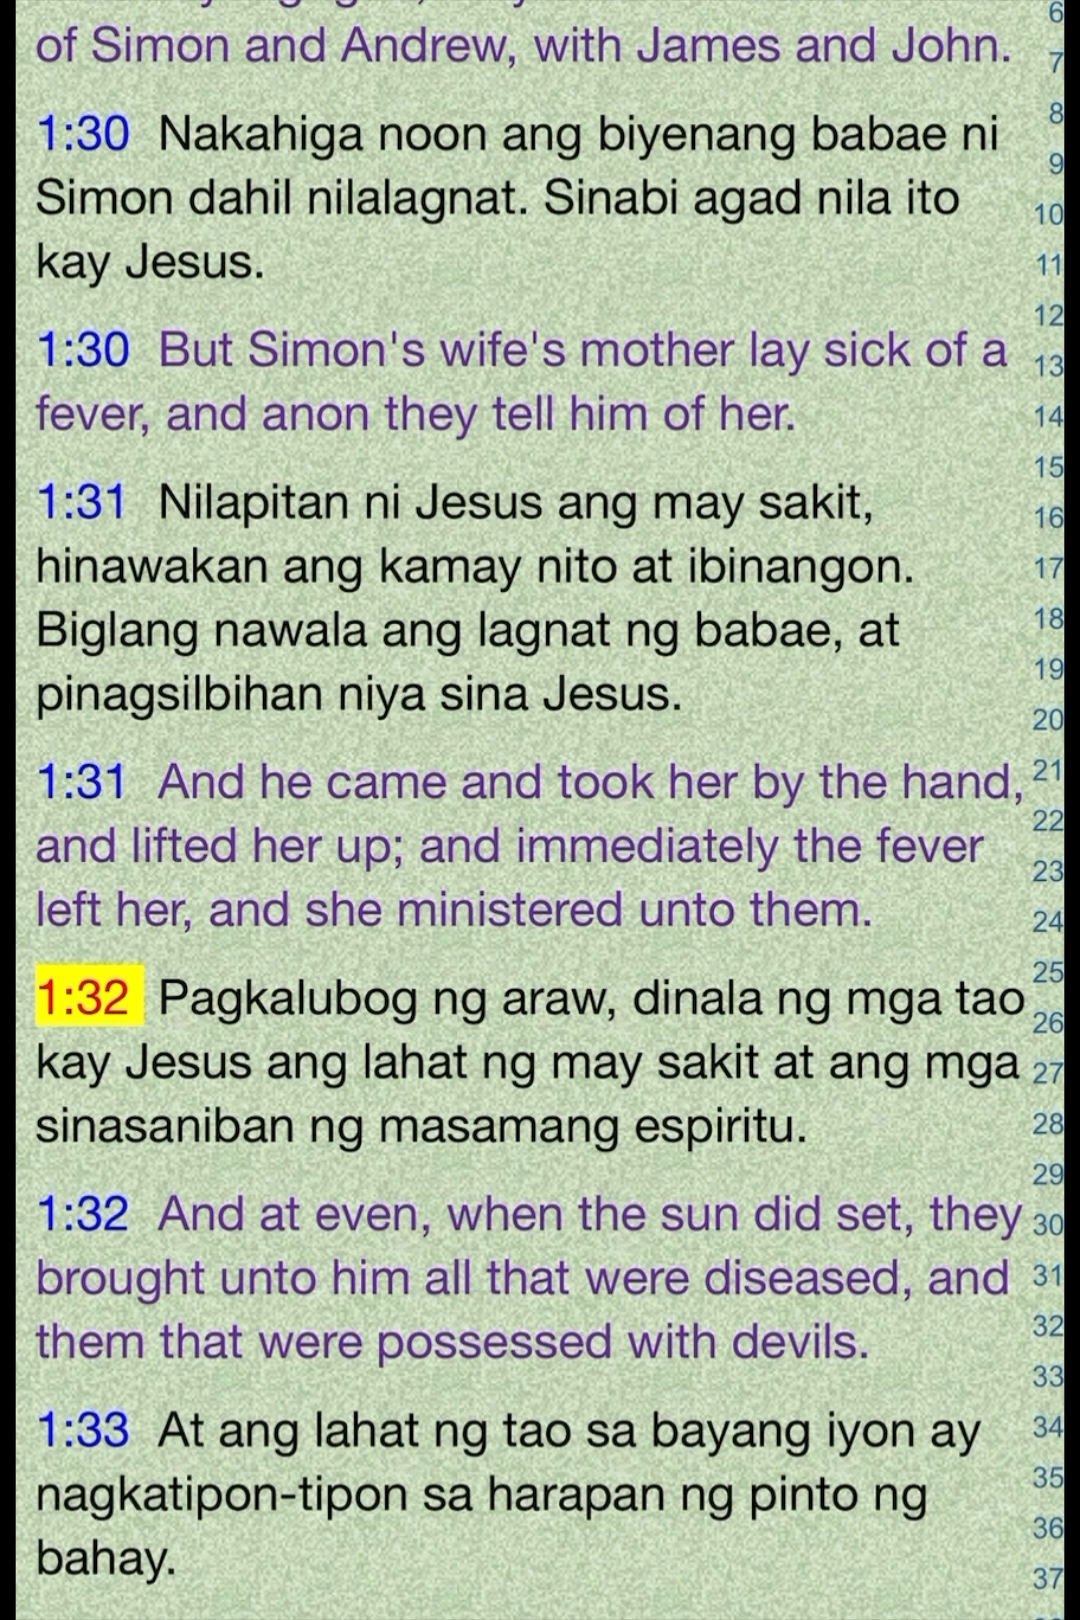 of Simon and Andrew, with James and John.
1:30 Nakahiga noon ang biyenang babae ni
Simon dahil nilalagnat. Sinabi agad nila ito
kay Jesus.
1:30 But Simon's wife's mother lay sick of a
fever, and anon they tell him of her.
1:31 Nilapitan ni Jesus ang may sakit,
hinawakan ang kamay nito at ibinangon.
Biglang nawala ang lagnat ng babae, at
pinagsilbihan niya sina Jesus.
1:31 And he came and took her by the hand,
and lifted her up; and immediately the fever
left her, and she ministered unto them.
1:32 Pagkalubog ng araw, dinala ng mga tao
kay Jesus ang lahat ng may sakit at ang mga
sinasaniban ng masamang espiritu.
1:32 And at even, when the sun did set, they
brought unto him all that were diseased, and
them that were possessed with devils.
1:33 At ang lahat ng tao sa bayang iyon ay
nagkatipon-tipon sa harapan ng pinto ng
bahay.
6
7
8
9
10
11
12
13
14
15
16
17
18
19
20
21
22
23
24
25
26
27
28
29
30
31
32
33
34
35
36
37